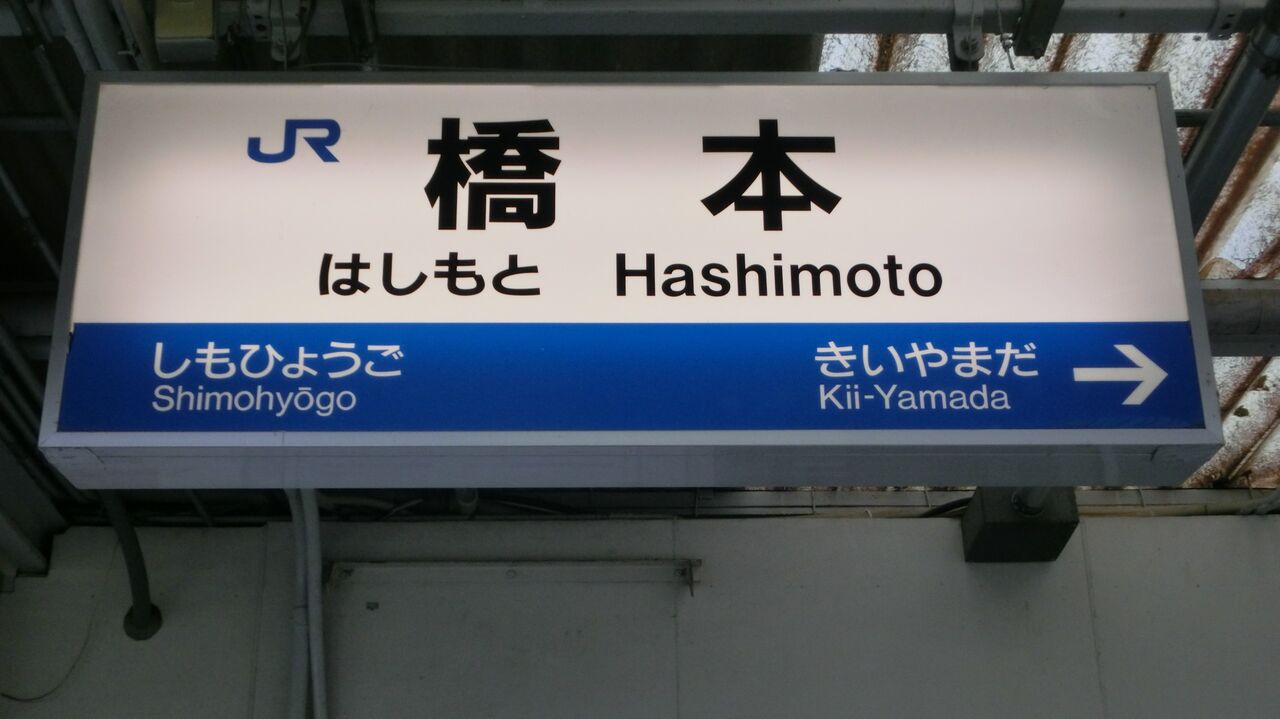 JR 橋本
はしもと Hashimoto
しもひょうご きいやまだ →
Shimohyōgo Kii-Yamada